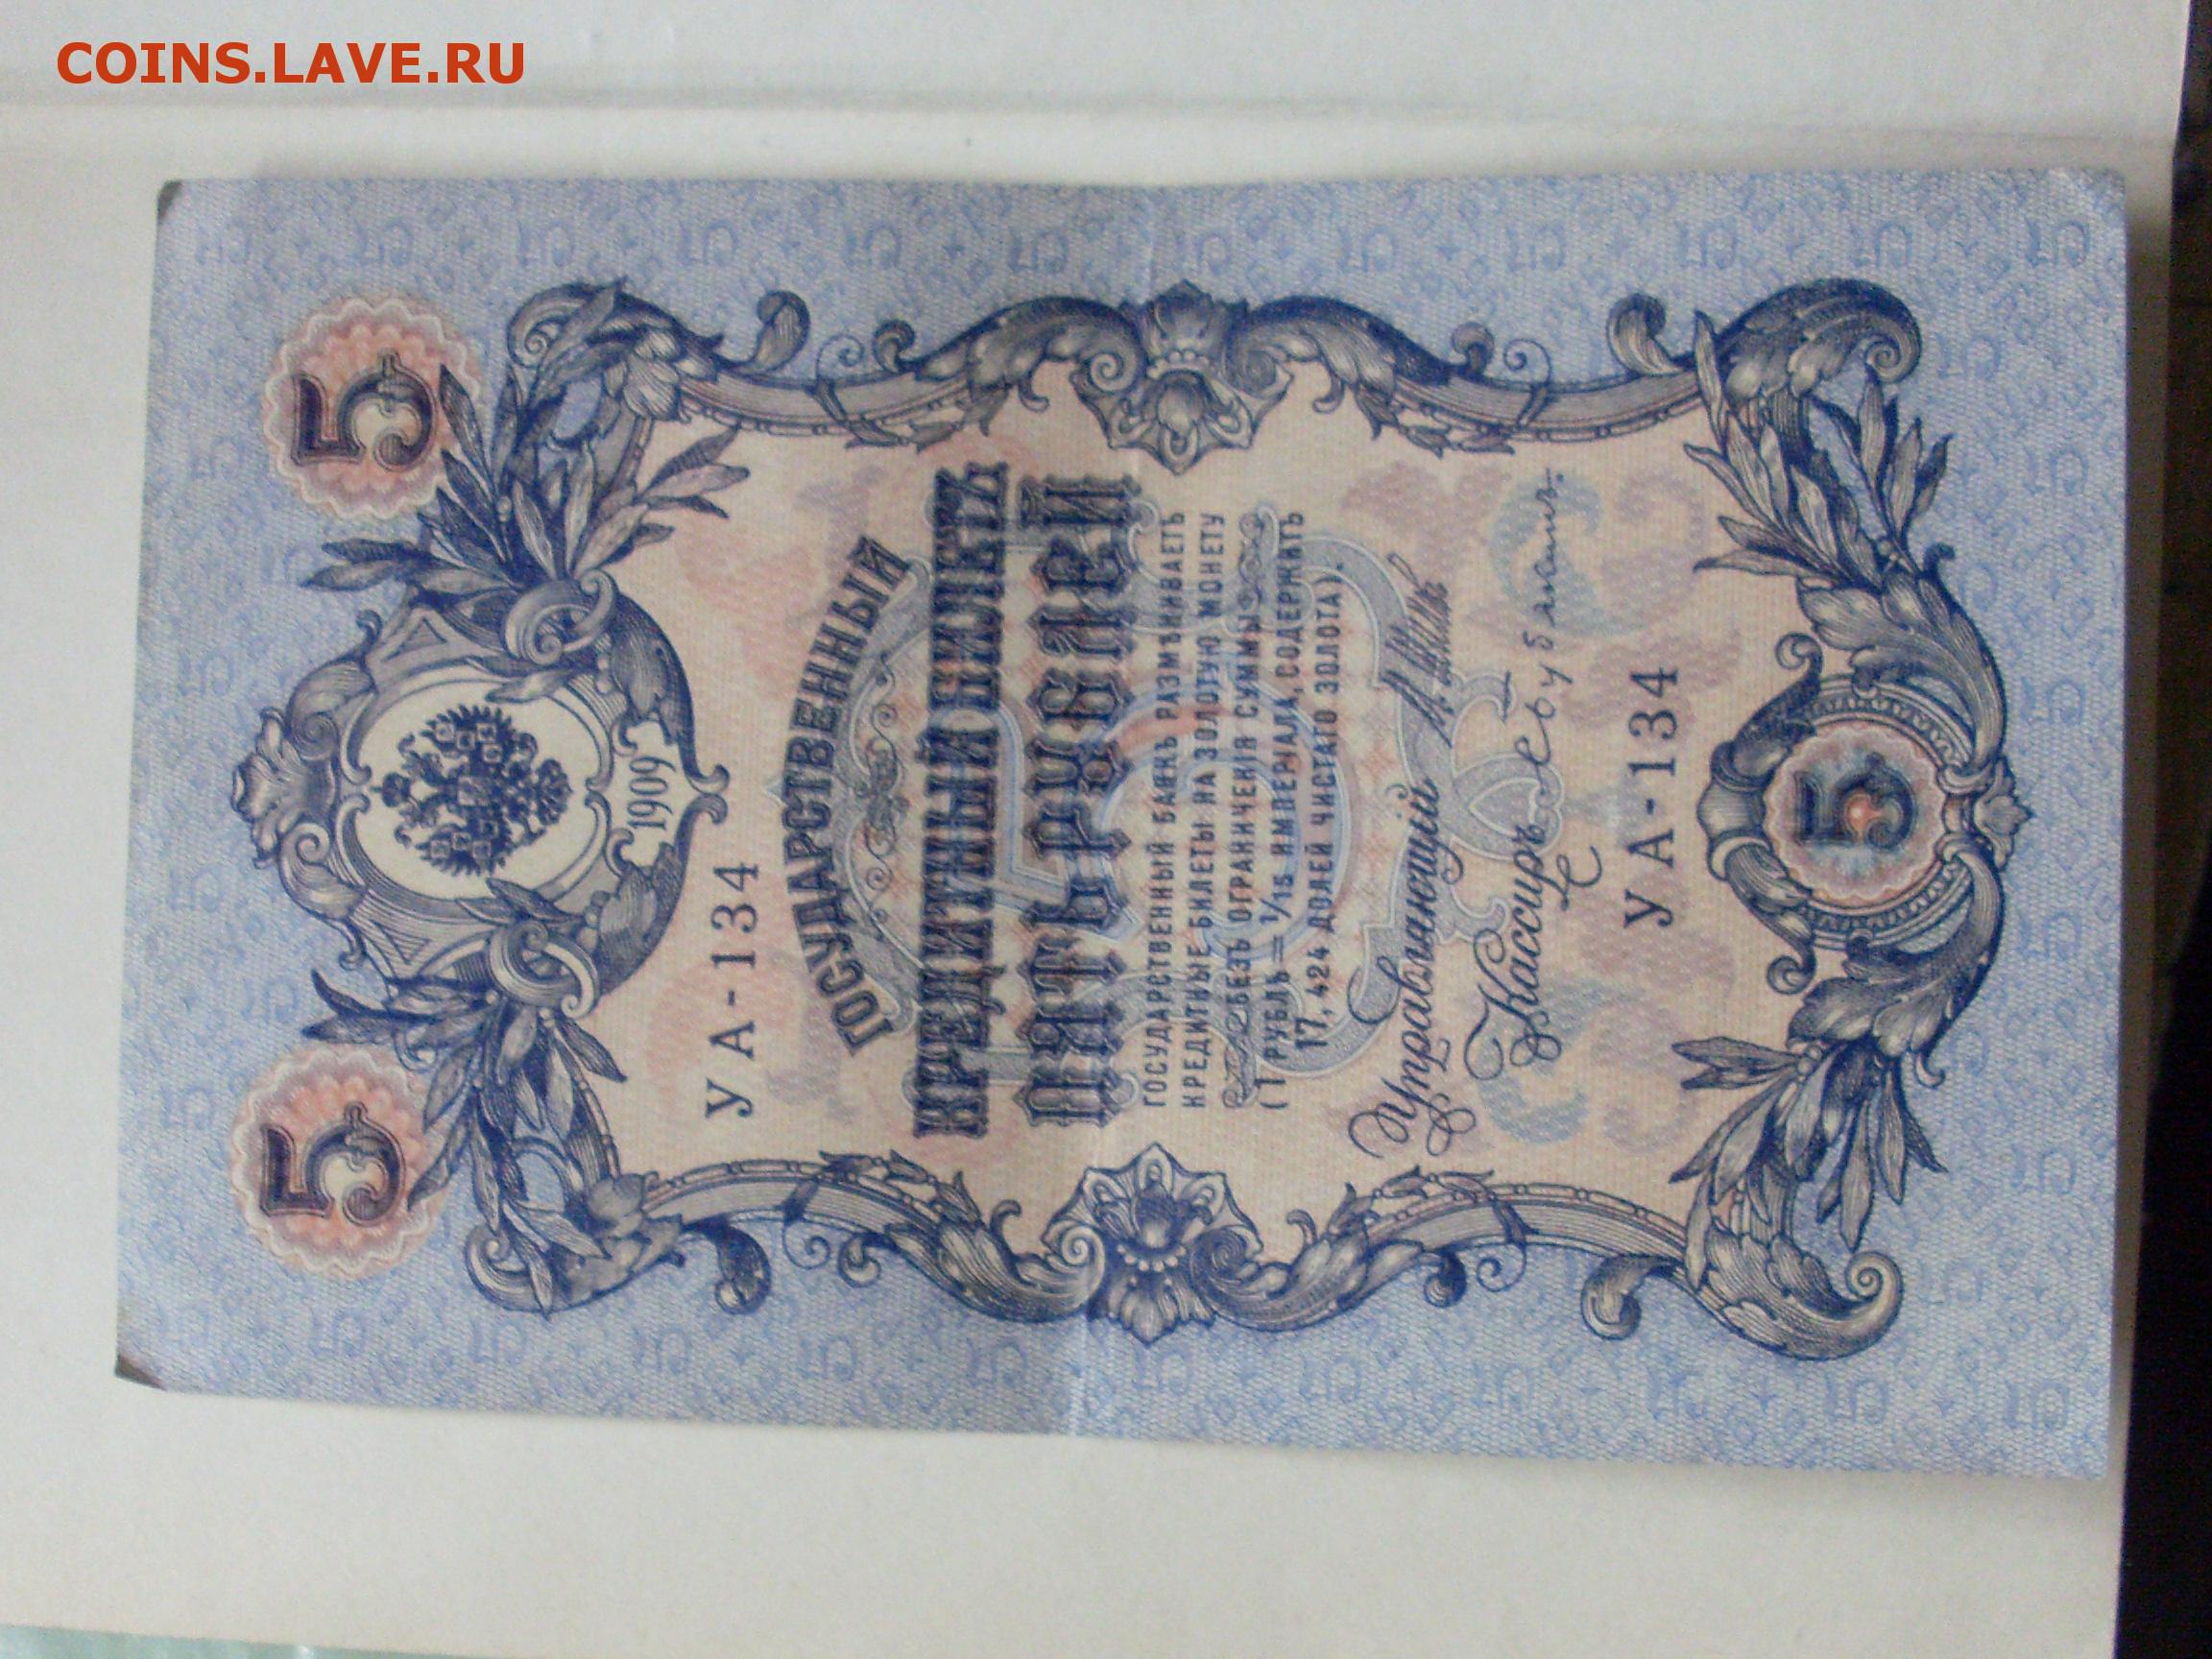 COINS.LAVE.RU
5
5
1909
УА-134
ГОСУДАРСТВЕННЫЙ
КРЕДИТНЫЙ БИЛЕТЪ
ПЯТЬ РУБЛЕЙ
ГОСУДАРСТВЕННЫЙ БАНКЪ РАЗМѢНИВАЕТЪ
КРЕДИТНЫЕ БИЛЕТЫ НА ЗОЛОТУЮ МОНЕТУ
БЕЗЪ ОГРАНИЧЕНІЯ СУММЫ
(1 РУБЛЬ = 1/15 ИМПЕРІАЛА, СОДЕРЖИТЪ
17,424 ДОЛЕЙ ЧИСТАГО ЗОЛОТА).
Управляющій
Кассиръ
УА-134
5